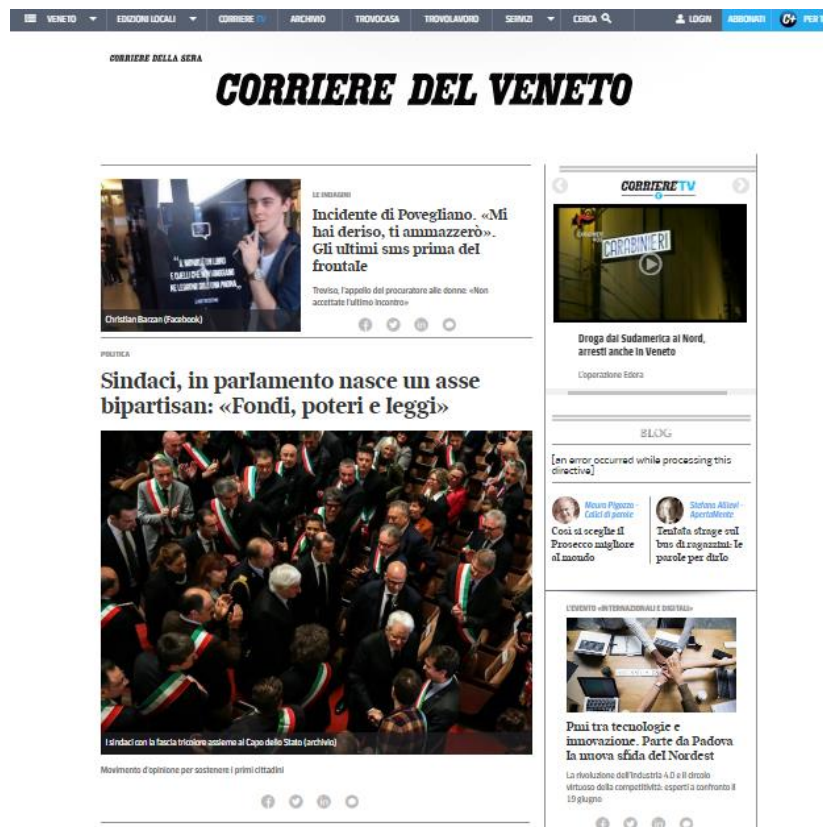 VENETO
EDIZIONI LOCALI
CORRIERE TV
ARCHIVIO
TROVOCASA
TROVOLAVORO
SERVIZI
CERCA
LOGIN
ABBONATI
C+
PER T
CORRIERE DELLA SERA
CORRIERE DEL VENETO
Christian Barzan (Facebook)
LE INDAGINI
Incidente di Povegliano. «Mi
hai deriso, ti ammazzerò».
Gli ultimi sms prima del
frontale
Treviso, l'appello del procuratore alle donne: «Non
accettate l'ultimo incontro»
POLITICA
Sindaci, in parlamento nasce un asse
bipartisan: «Fondi, poteri e leggi»
I sindaci con la fascia tricolore assieme al Capo dello Stato (archivio)
Movimento d'opinione per sostenere i primi cittadini
CORRIERE TV
CARABINIERI
Droga dal Sudamerica al Nord,
arresti anche in Veneto
L'operazione Edera
BLOG
[an error occurred while processing this
directive]
Mauro Pigozzo -
Calici di parole
Così si sceglie il
Prosecco migliore
al mondo
Stefano Allievi -
ApertaMente
Tentata strage sul
bus di ragazzini: le
parole per dirlo
L'EVENTO «INTERNAZIONALI E DIGITALI»
Pmi tra tecnologie e
innovazione. Parte da Padova
la nuova sfida del Nordest
La rivoluzione dell'Industria 4.0 e il circolo
virtuoso della competitività: esperti a confronto il
19 giugno